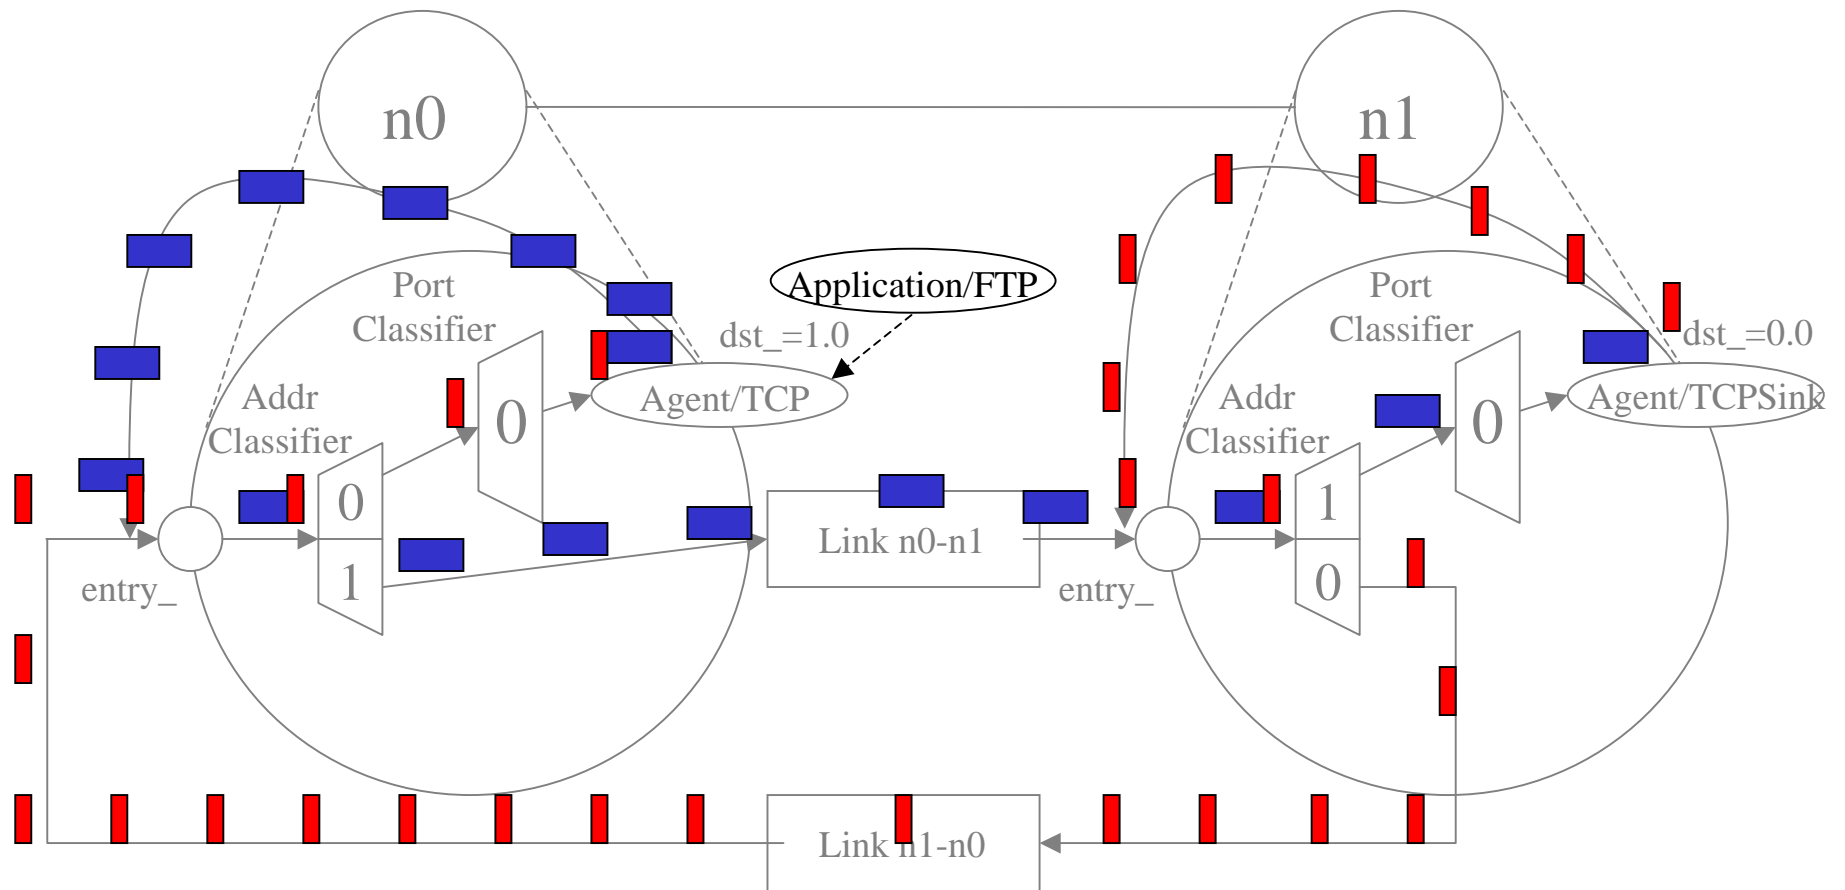 n0
n1
Port
Classifier
Application/FTP
Port
Classifier
dst_=1.0
dst_=0.0
Addr
Classifier
0
Agent/TCP
Addr
Classifier
0
Agent/TCPSink
0
1
Link n0-n1
1
0
entry_
entry_
Link n1-n0